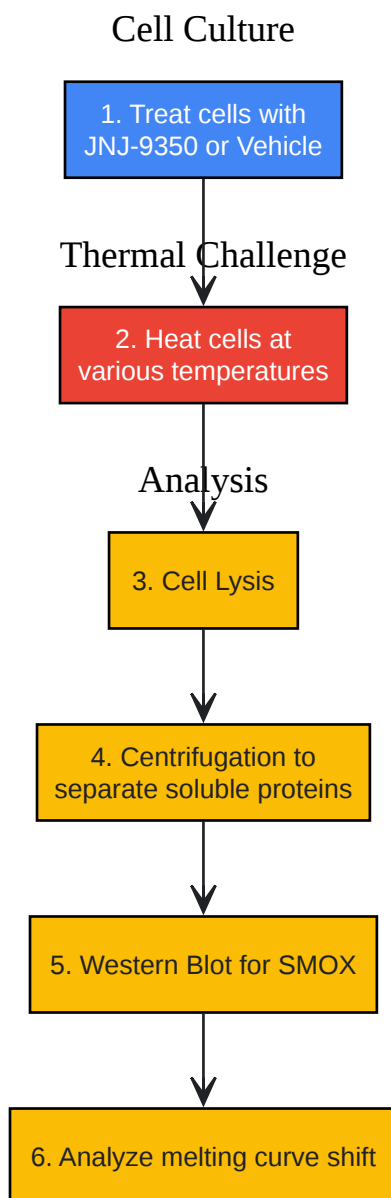 Cell Culture
1. Treat cells with
JNJ-9350 or Vehicle
Thermal Challenge
2. Heat cells at
various temperatures
Analysis
3. Cell Lysis
4. Centrifugation to
separate soluble proteins
5. Western Blot for SMOX
6. Analyze melting curve shift